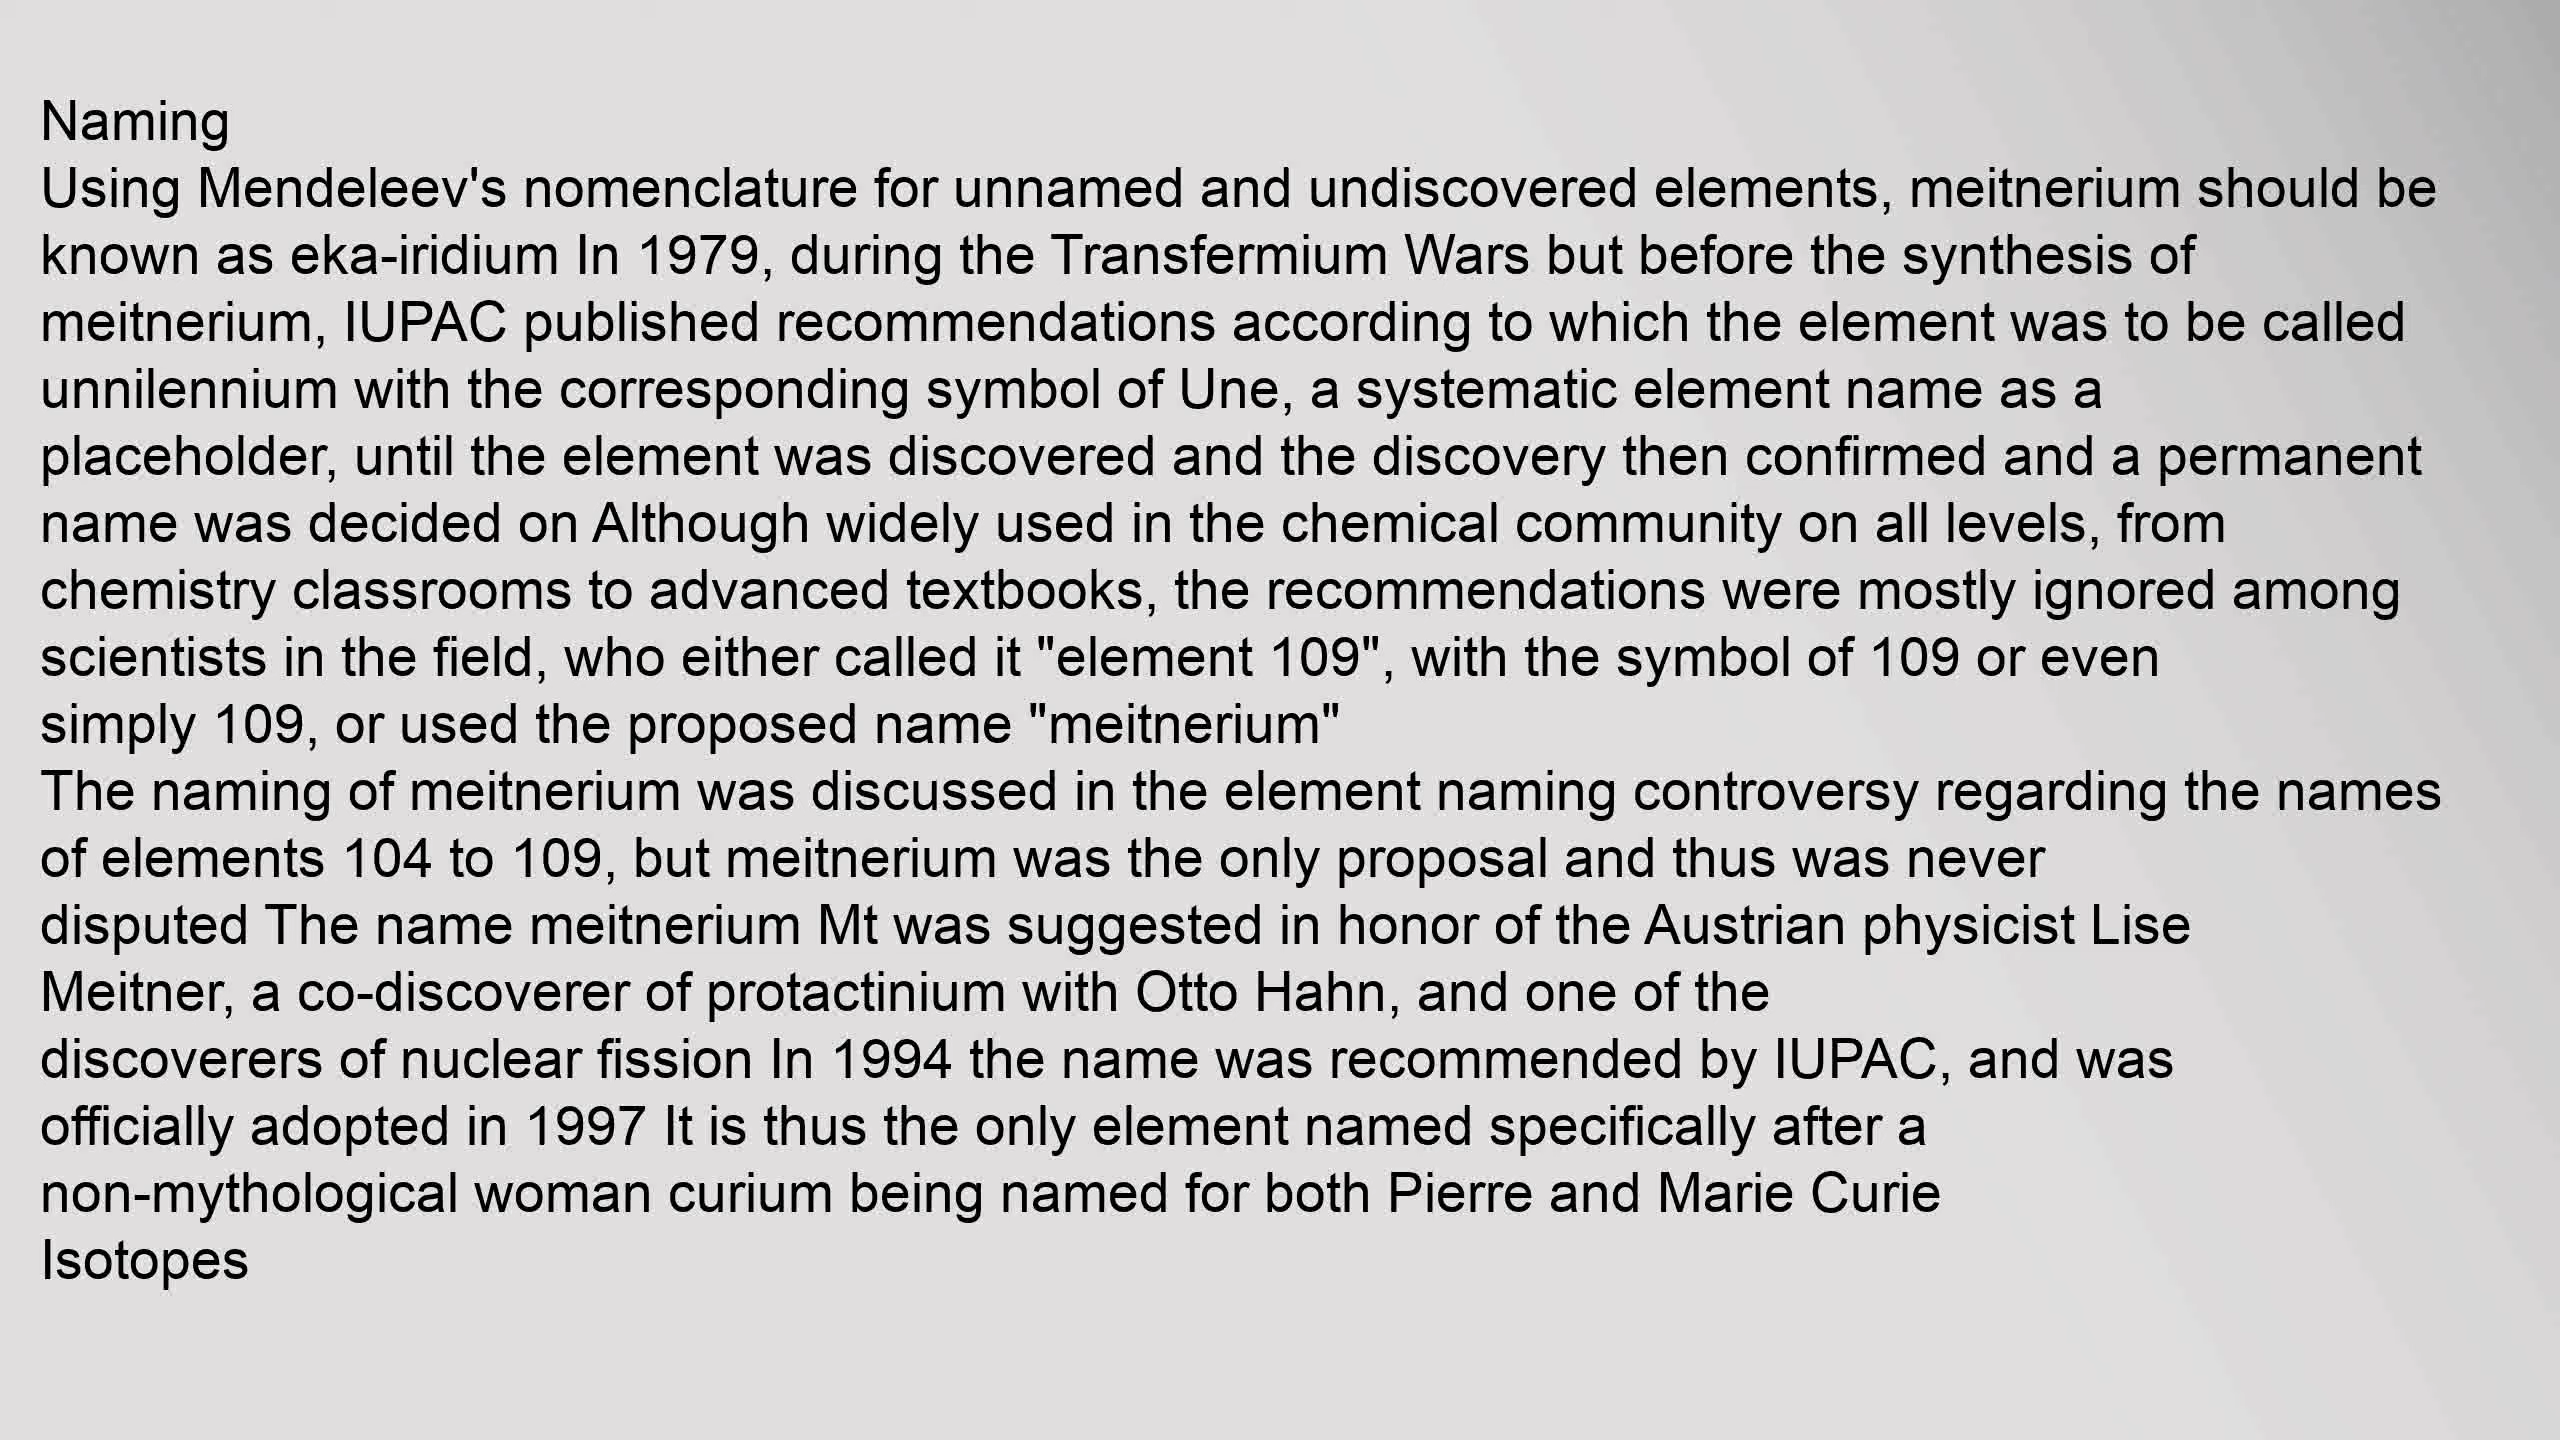 Naming
Using Mendeleev's nomenclature for unnamed and undiscovered elements, meitnerium should be
known as eka-iridium In 1979, during the Transfermium Wars but before the synthesis of
meitnerium, IUPAC published recommendations according to which the element was to be called
unnilennium with the corresponding symbol of Une, a systematic element name as a
placeholder, until the element was discovered and the discovery then confirmed and a permanent
name was decided on Although widely used in the chemical community on all levels, from
chemistry classrooms to advanced textbooks, the recommendations were mostly ignored among
scientists in the field, who either called it "element 109", with the symbol of 109 or even
simply 109, or used the proposed name "meitnerium"
The naming of meitnerium was discussed in the element naming controversy regarding the names
of elements 104 to 109, but meitnerium was the only proposal and thus was never
disputed The name meitnerium Mt was suggested in honor of the Austrian physicist Lise
Meitner, a co-discoverer of protactinium with Otto Hahn, and one of the
discoverers of nuclear fission In 1994 the name was recommended by IUPAC, and was
officially adopted in 1997 It is thus the only element named specifically after a
non-mythological woman curium being named for both Pierre and Marie Curie
Isotopes